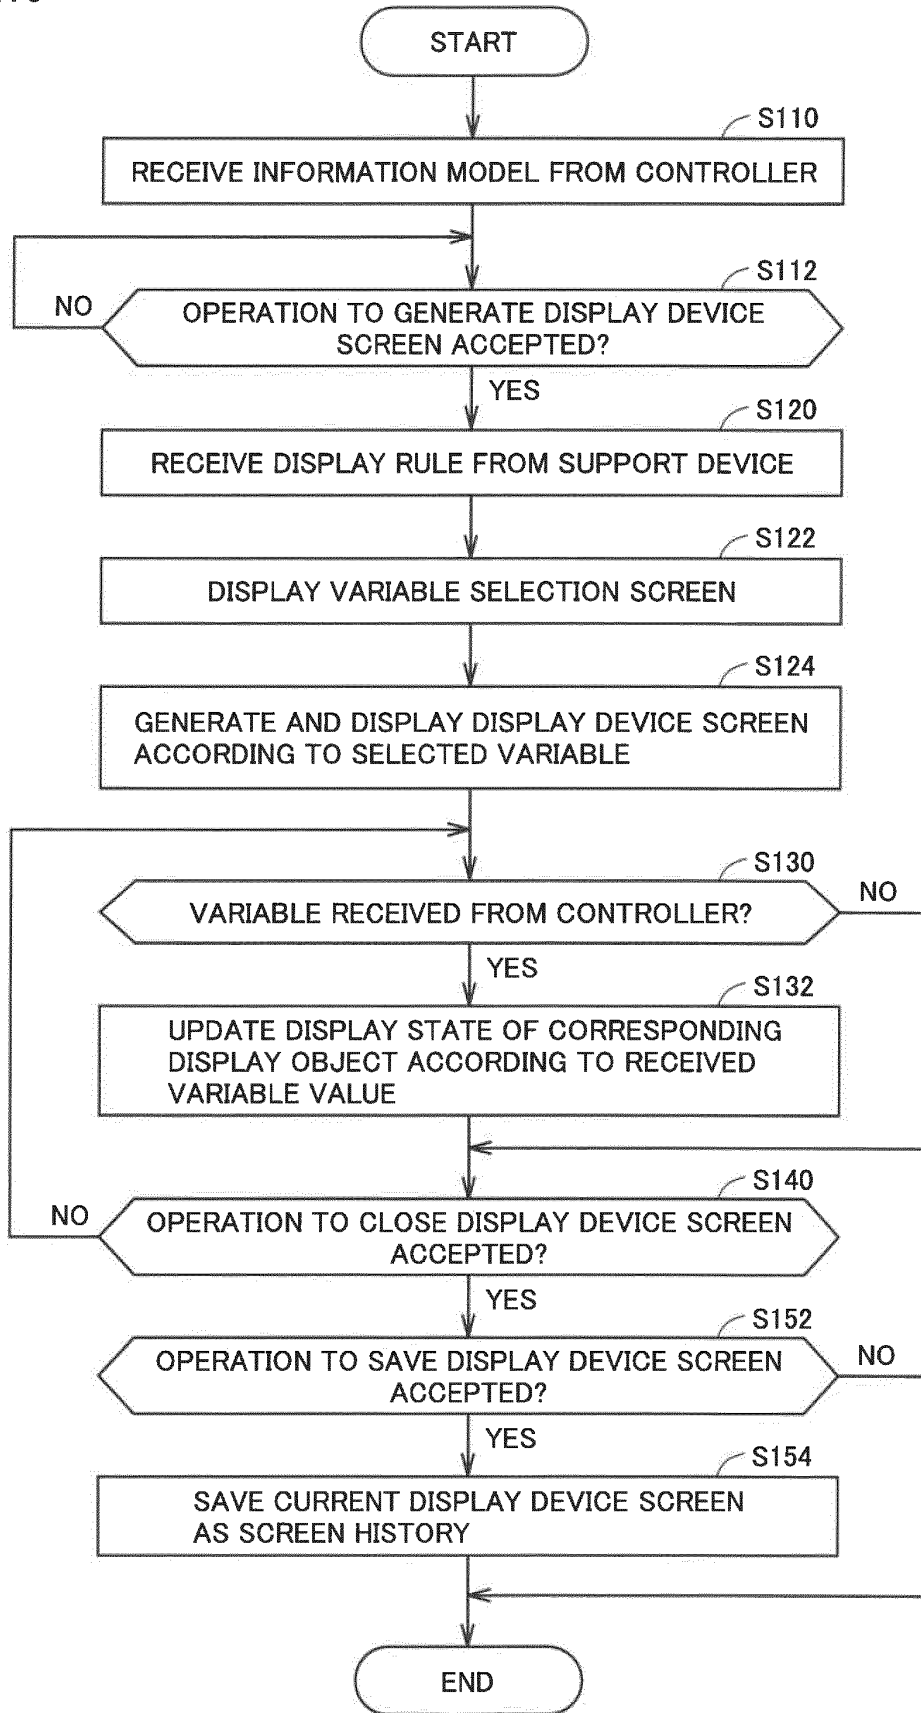 START
S110
RECEIVE INFORMATION MODEL FROM CONTROLLER
S112
NO
OPERATION TO GENERATE DISPLAY DEVICE
SCREEN ACCEPTED?
YES
S120
RECEIVE DISPLAY RULE FROM SUPPORT DEVICE
S122
DISPLAY VARIABLE SELECTION SCREEN
S124
GENERATE AND DISPLAY DISPLAY DEVICE SCREEN
ACCORDING TO SELECTED VARIABLE
S130
VARIABLE RECEIVED FROM CONTROLLER?
NO
YES
S132
UPDATE DISPLAY STATE OF CORRESPONDING
DISPLAY OBJECT ACCORDING TO RECEIVED
VARIABLE VALUE
S140
NO
OPERATION TO CLOSE DISPLAY DEVICE SCREEN
ACCEPTED?
YES
S152
OPERATION TO SAVE DISPLAY DEVICE SCREEN
ACCEPTED?
NO
YES
S154
SAVE CURRENT DISPLAY DEVICE SCREEN
AS SCREEN HISTORY
END